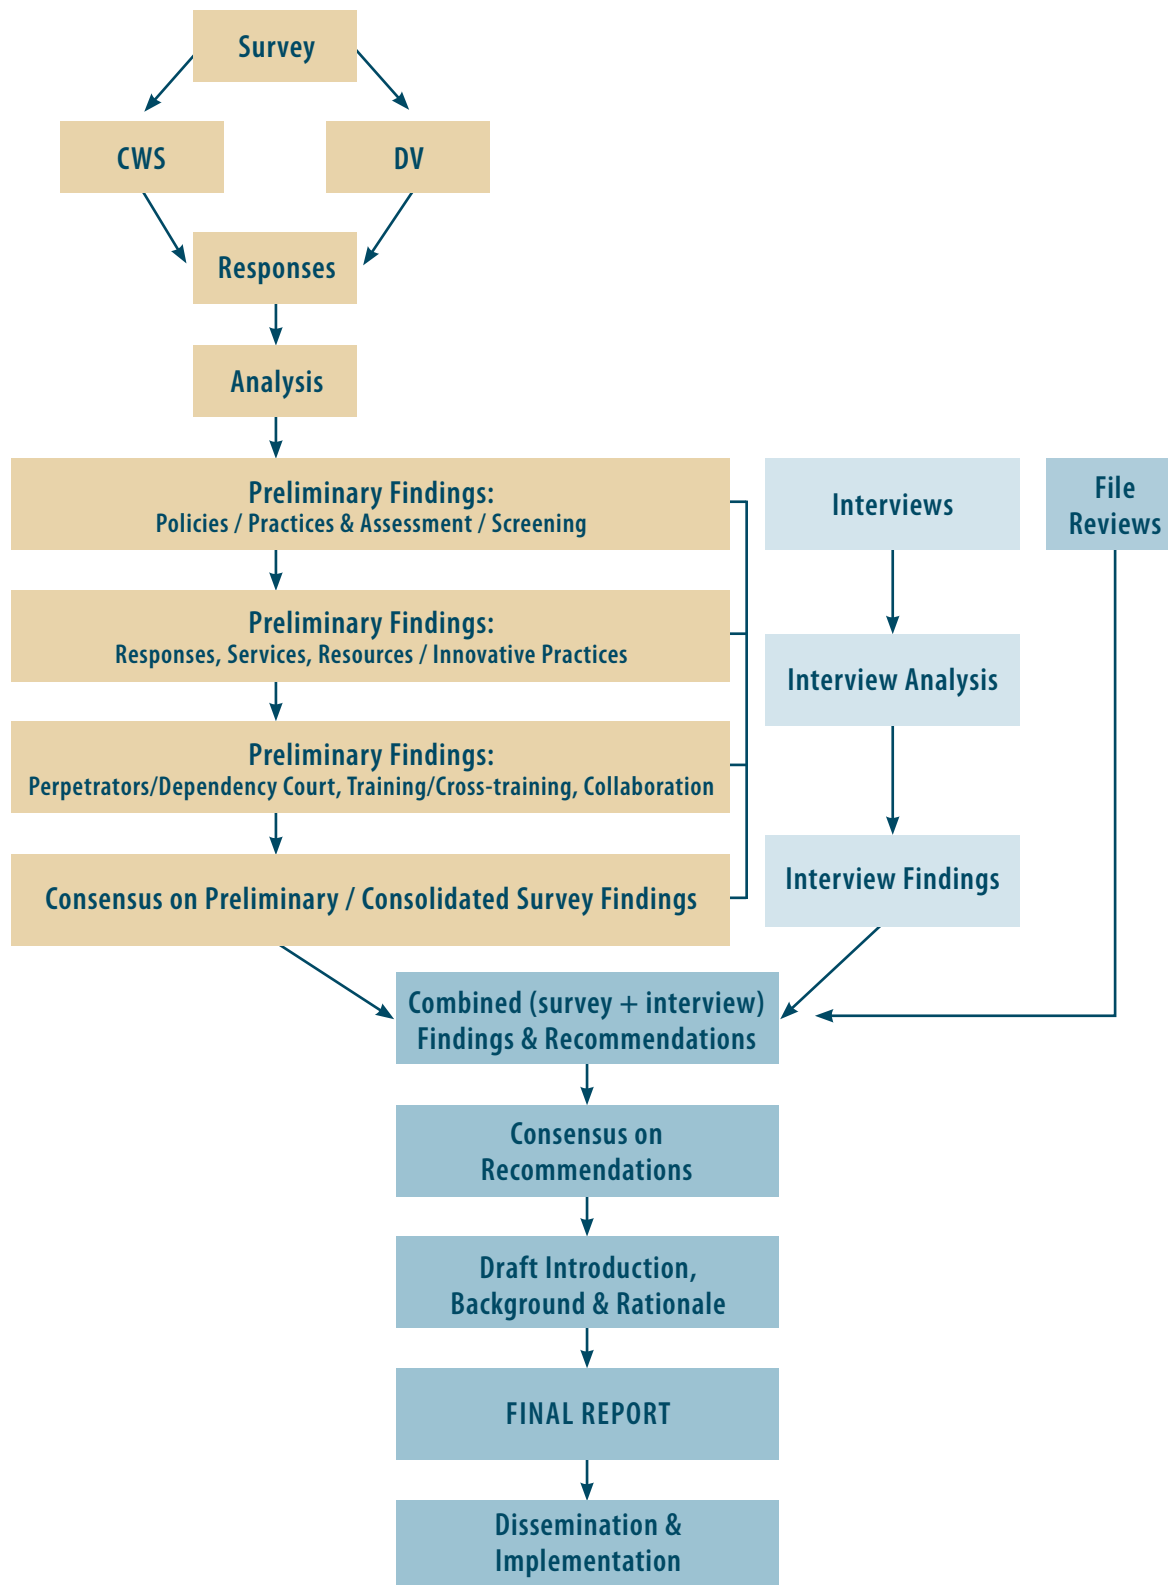 Survey
CWS
DV
Responses
Analysis
Preliminary Findings:
Policies / Practices & Assessment / Screening
Preliminary Findings:
Responses, Services, Resources / Innovative Practices
Preliminary Findings:
Perpetrators/Dependency Court, Training/Cross-training, Collaboration
Consensus on Preliminary / Consolidated Survey Findings
Interviews
Interview Analysis
Interview Findings
File
Reviews
Combined (survey + interview)
Findings & Recommendations
Consensus on
Recommendations
Draft Introduction,
Background & Rationale
FINAL REPORT
Dissemination &
Implementation